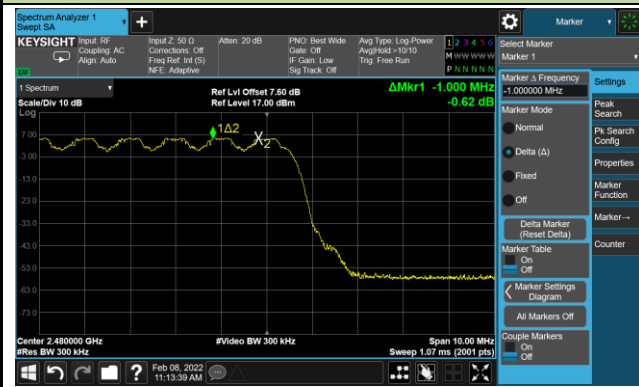 Spectrum Analyzer 1
Swept SA
+
Marker
KEYSIGHT
Input: RF
Coupling: AC
Align: Auto
Input Z: 50 Ω
Corrections: Off
Freq Ref: Int (S)
NFE: Adaptive
Atten: 20 dB
PNO: Best Wide
Gate: Off
IF Gain: Low
Sig Track: Off
Avg Type: Log-Power
Avg|Hold:>10/10
Trig: Free Run
1 2 3 4 5 6
M W W W W W
P N N N N N
LXI
Select Marker
Marker 1
1 Spectrum
Scale/Div 10 dB
Log
Ref Lvl Offset 7.60 dB
Ref Level 17.00 dBm
ΔMkr1 -1.000 MHz
-0.62 dB
7.00
-3.00
-13.0
-23.0
-33.0
-43.0
-53.0
-63.0
-73.0
1Δ2
X2
Center 2.480000 GHz
#Res BW 300 kHz
#Video BW 300 kHz
Span 10.00 MHz
Sweep 1.07 ms (2001 pts)
Marker Δ Frequency
-1.000000 MHz
Marker Mode
Normal
Delta (Δ)
Fixed
Off
Delta Marker
(Reset Delta)
Marker Table
On
Off
Marker Settings
Diagram
All Markers Off
Couple Markers
On
Off
Settings
Peak
Search
Pk Search
Config
Properties
Marker
Function
Marker→
Counter
?
Feb 08, 2022
11:13:39 AM